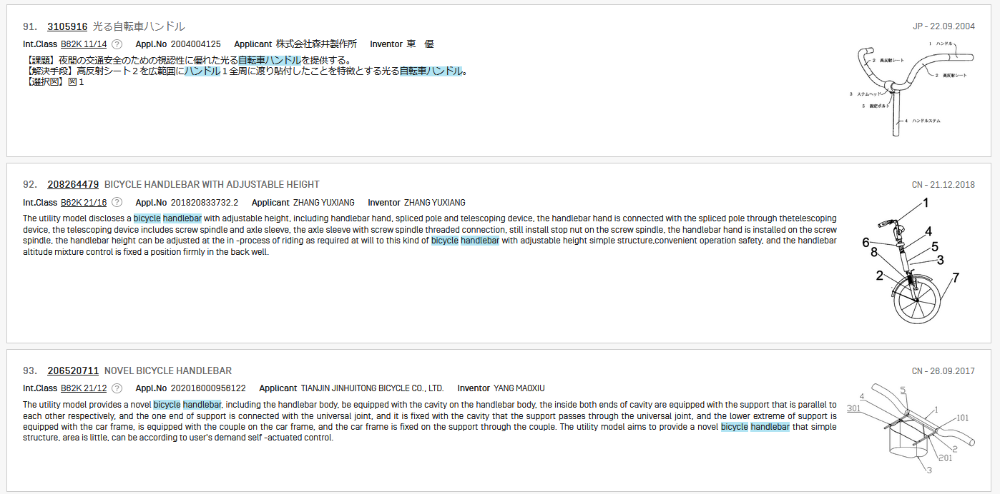 91. 3105916 光る自転車ハンドル
JP - 22.09.2004
Int.Class B62K 11/14 ? Appl.No 2004004125 Applicant 株式会社森井製作所 Inventor 東　優
【課題】夜間の交通安全のための視認性に優れた光る自転車ハンドルを提供する。
【解決手段】高反射シート２を広範囲にハンドル１全周に渡り貼付したことを特徴とする光る自転車ハンドル。
【選択図】図１
1 ハンドル
2 高反射シート
2 高反射シート
3 ステムヘッド
5 固定ボルト
4 ハンドルステム
92. 208264479 BICYCLE HANDLEBAR WITH ADJUSTABLE HEIGHT
CN - 21.12.2018
Int.Class B62K 21/16 ? Appl.No 201820833732.2 Applicant ZHANG YUXIANG Inventor ZHANG YUXIANG
The utility model discloses a bicycle handlebar with adjustable height, including handlebar hand, spliced pole and telescoping device, the handlebar hand is connected with the spliced pole through thetelescoping
device, the telescoping device includes screw spindle and axle sleeve, the axle sleeve with screw spindle threaded connection, still install stop nut on the screw spindle, the handlebar hand is installed on the screw
spindle, the handlebar height can be adjusted at the in -process of riding as required at will to this kind of bicycle handlebar with adjustable height simple structure,convenient operation safety, and the handlebar
altitude mixture control is fixed a position firmly in the back well.
1
4
6
5
8
3
2
7
93. 206520711 NOVEL BICYCLE HANDLEBAR
CN - 26.09.2017
Int.Class B62K 21/12 ? Appl.No 202016000956122 Applicant TIANJIN JINHUITONG BICYCLE CO., LTD. Inventor YANG MAOXIU
The utility model provides a novel bicycle handlebar, including the handlebar body, be equipped with the cavity on the handlebar body, the inside both ends of cavity are equipped with the support that is parallel to
each other respectively, and the one end of support is connected with the universal joint, and it is fixed with the cavity that the support passes through the universal joint, and the lower extreme of support is
equipped with the car frame, is equipped with the couple on the car frame, and the car frame is fixed on the support through the couple. The utility model aims to provide a novel bicycle handlebar that simple
structure, area is little, can be according to user's demand self -actuated control.
5
4
301
1
101
2
201
3